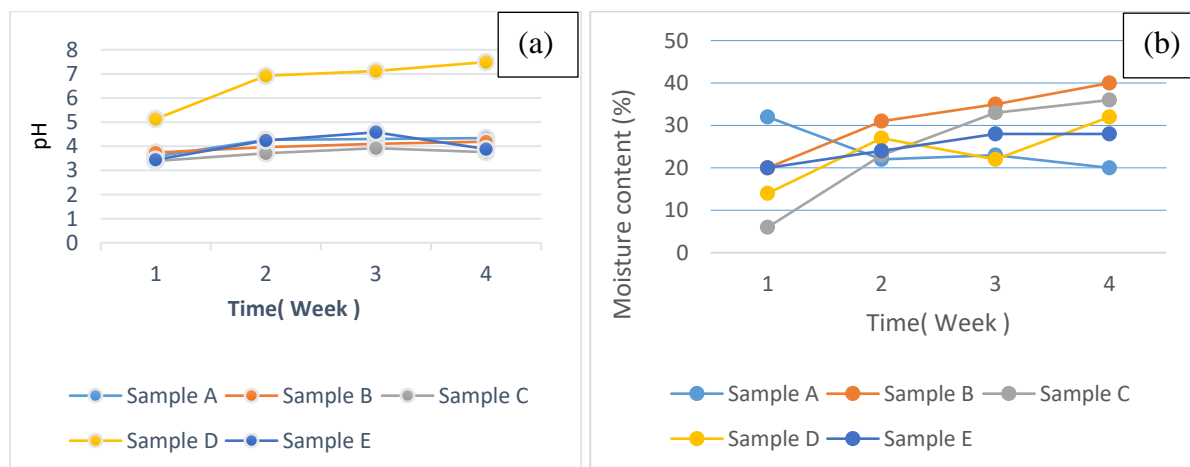 (a)
8
7
6
5
4
3
2
1
0
pH
1 2 3 4
Time( Week )
Sample A Sample B Sample C
Sample D Sample E
(b)
50
40
30
20
10
0
Moisture content (%)
1 2 3 4
Time( Week )
Sample A Sample B Sample C
Sample D Sample E